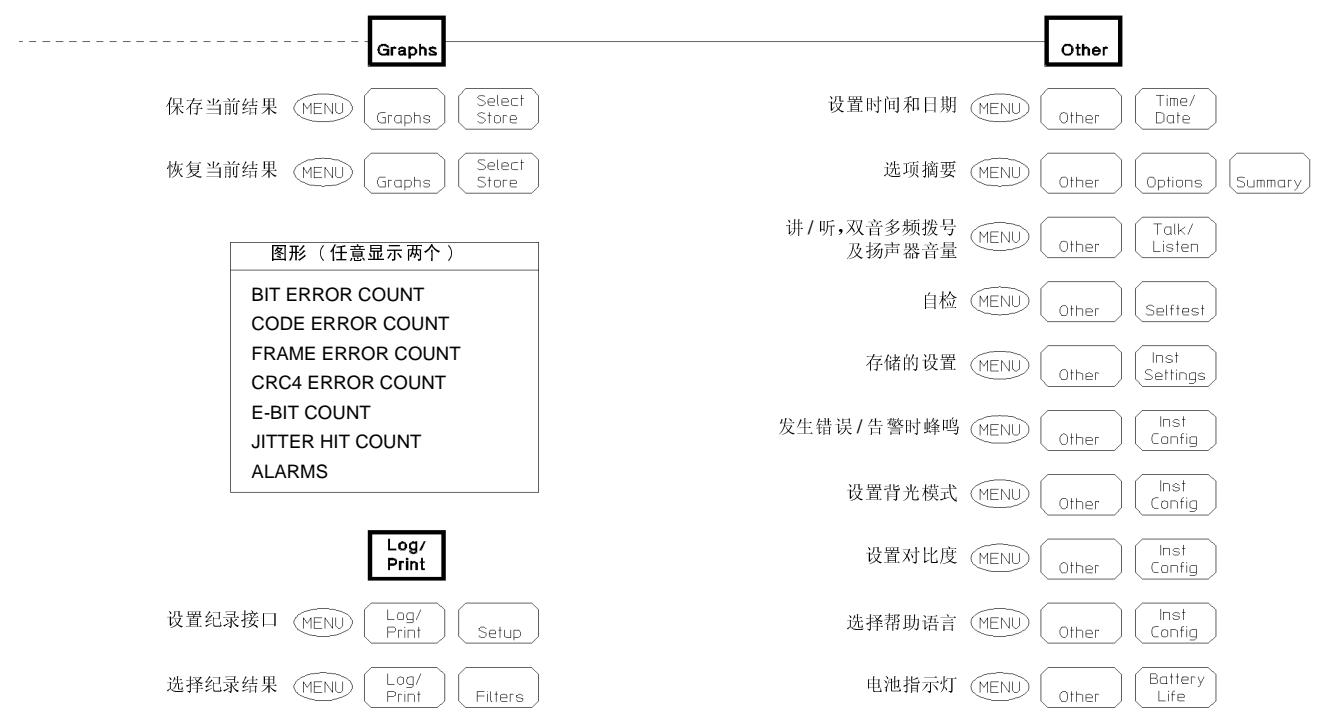 Graphs
保存当前结果 MENU Graphs Select Store
恢复当前结果 MENU Graphs Select Store
图形（任意显示两个）
BIT ERROR COUNT
CODE ERROR COUNT
FRAME ERROR COUNT
CRC4 ERROR COUNT
E-BIT COUNT
JITTER HIT COUNT
ALARMS
Log/
Print
设置纪录接口 MENU Log/ Print Setup
选择纪录结果 MENU Log/ Print Filters
Other
设置时间和日期 MENU Other Time/ Date
选项摘要 MENU Other Options Summary
讲/听,双音多频拨号
及扬声器音量 MENU Other Talk/ Listen
自检 MENU Other Selftest
存储的设置 MENU Other Inst Settings
发生错误/告警时蜂鸣 MENU Other Inst Config
设置背光模式 MENU Other Inst Config
设置对比度 MENU Other Inst Config
选择帮助语言 MENU Other Inst Config
电池指示灯 MENU Other Battery Life